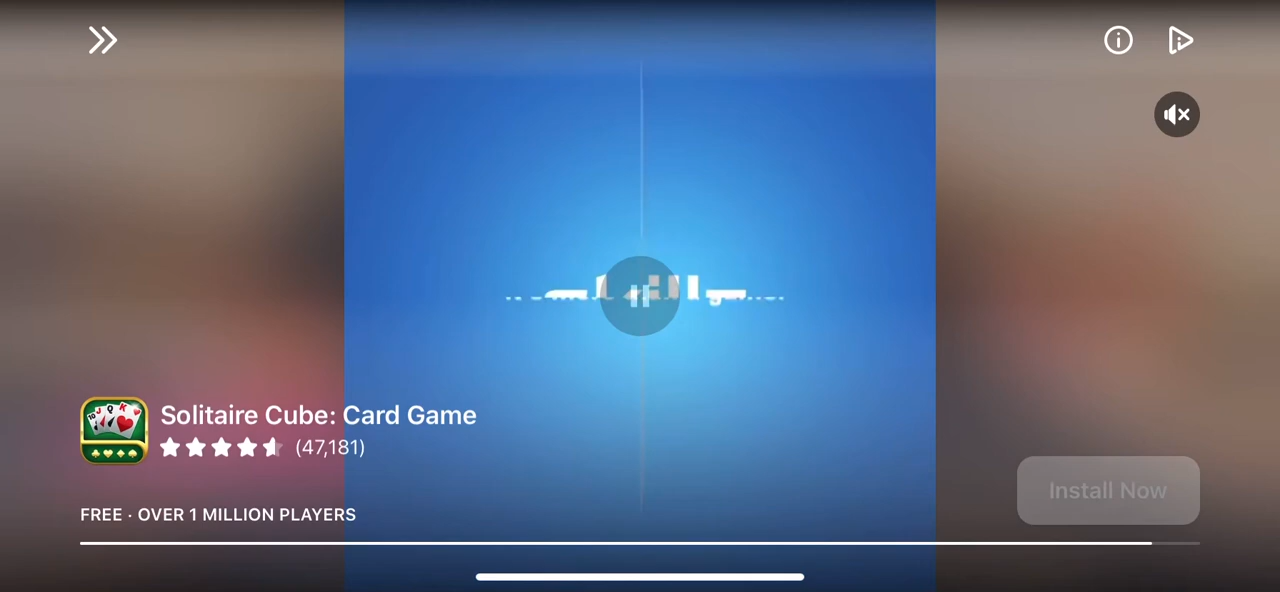 Solitaire Cube: Card Game
(47,181)
FREE · OVER 1 MILLION PLAYERS
Install Now